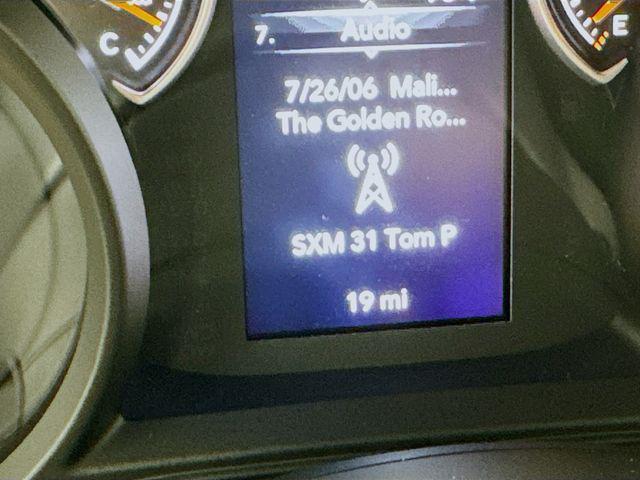 7. Audio
C
E
7/26/06 Mali...
The Golden Ro...
SXM 31 Tom P
19 mi